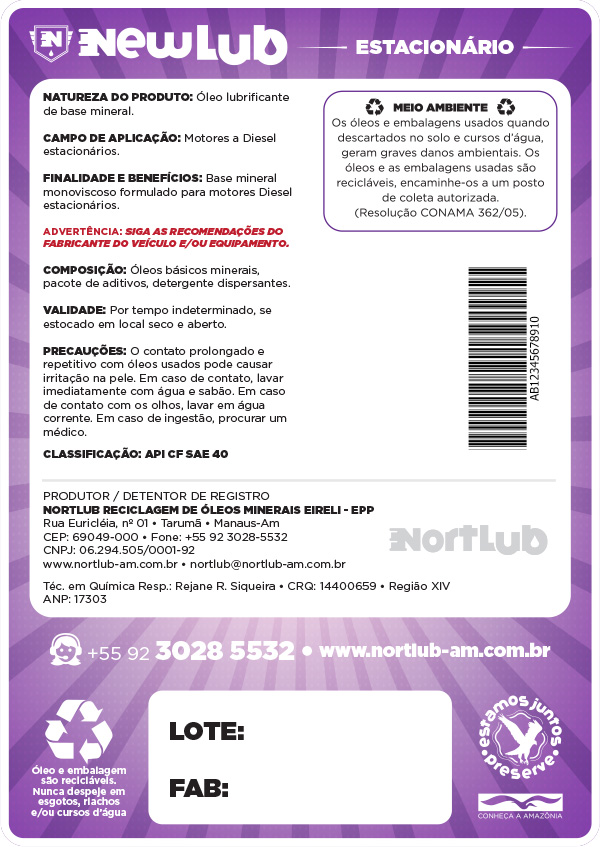 NewLub
ESTACIONÁRIO
NATUREZA DO PRODUTO: Óleo lubrificante
de base mineral.
CAMPO DE APLICAÇÃO: Motores a Diesel
estacionários.
FINALIDADE E BENEFÍCIOS: Base mineral
monoviscoso formulado para motores Diesel
estacionários.
ADVERTÊNCIA: SIGA AS RECOMENDAÇÕES DO
FABRICANTE DO VEÍCULO E/OU EQUIPAMENTO.
COMPOSIÇÃO: Óleos básicos minerais,
pacote de aditivos, detergente dispersantes.
VALIDADE: Por tempo indeterminado, se
estocado em local seco e aberto.
PRECAUÇÕES: O contato prolongado e
repetitivo com óleos usados pode causar
irritação na pele. Em caso de contato, lavar
imediatamente com água e sabão. Em caso
de contato com os olhos, lavar em água
corrente. Em caso de ingestão, procurar um
médico.
CLASSIFICAÇÃO: API CF SAE 40
MEIO AMBIENTE
Os óleos e embalagens usados quando
descartados no solo e cursos d'água,
geram graves danos ambientais. Os
óleos e as embalagens usadas são
recicláveis, encaminhe-os a um posto
de coleta autorizada.
(Resolução CONAMA 362/05).
AB12345678910
PRODUTOR / DETENTOR DE REGISTRO
NORTLUB RECICLAGEM DE ÓLEOS MINERAIS EIRELI - EPP
Rua Euricléia, nº 01 • Tarumã • Manaus-Am
CEP: 69049-000 • Fone: +55 92 3028-5532
CNPJ: 06.294.505/0001-92
www.nortlub-am.com.br • nortlub@nortlub-am.com.br
Téc. em Química Resp.: Rejane R. Siqueira • CRQ: 14400659 • Região XIV
ANP: 17303
NortLub
+55 92 3028 5532 • www.nortlub-am.com.br
Óleo e embalagem
são recicláveis.
Nunca despeje em
esgotos, riachos
e/ou cursos d'água
LOTE:
FAB:
estamos juntos
preserve
CONHEÇA A AMAZÔNIA